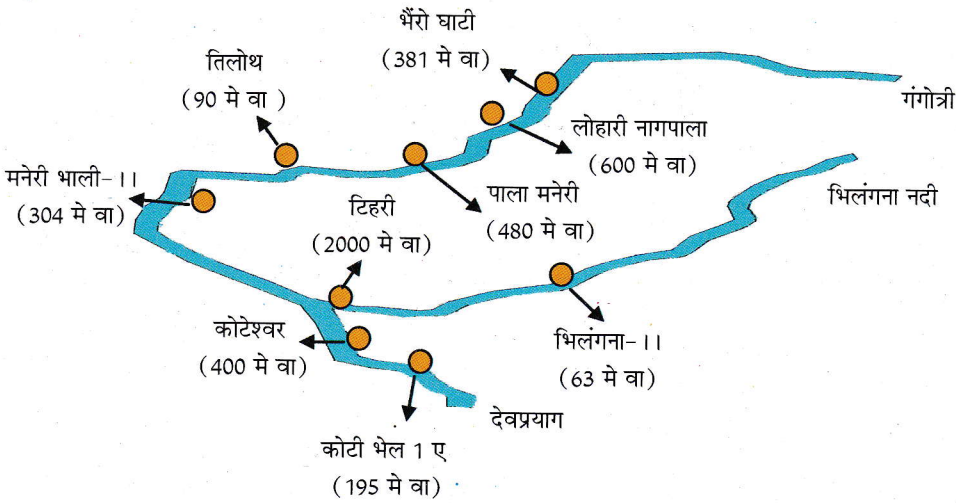 भैंरो घाटी
(381 मे वा)
तिलोथ
(90 मे वा )
गंगोत्री
लोहारी नागपाला
(600 मे वा)
मनेरी भाली-।।
(304 मे वा)
पाला मनेरी
(480 मे वा)
भिलंगना नदी
टिहरी
(2000 मे वा)
कोटेश्वर
(400 मे वा)
भिलंगना-।।
(63 मे वा)
देवप्रयाग
कोटी भेल 1 ए
(195 मे वा)